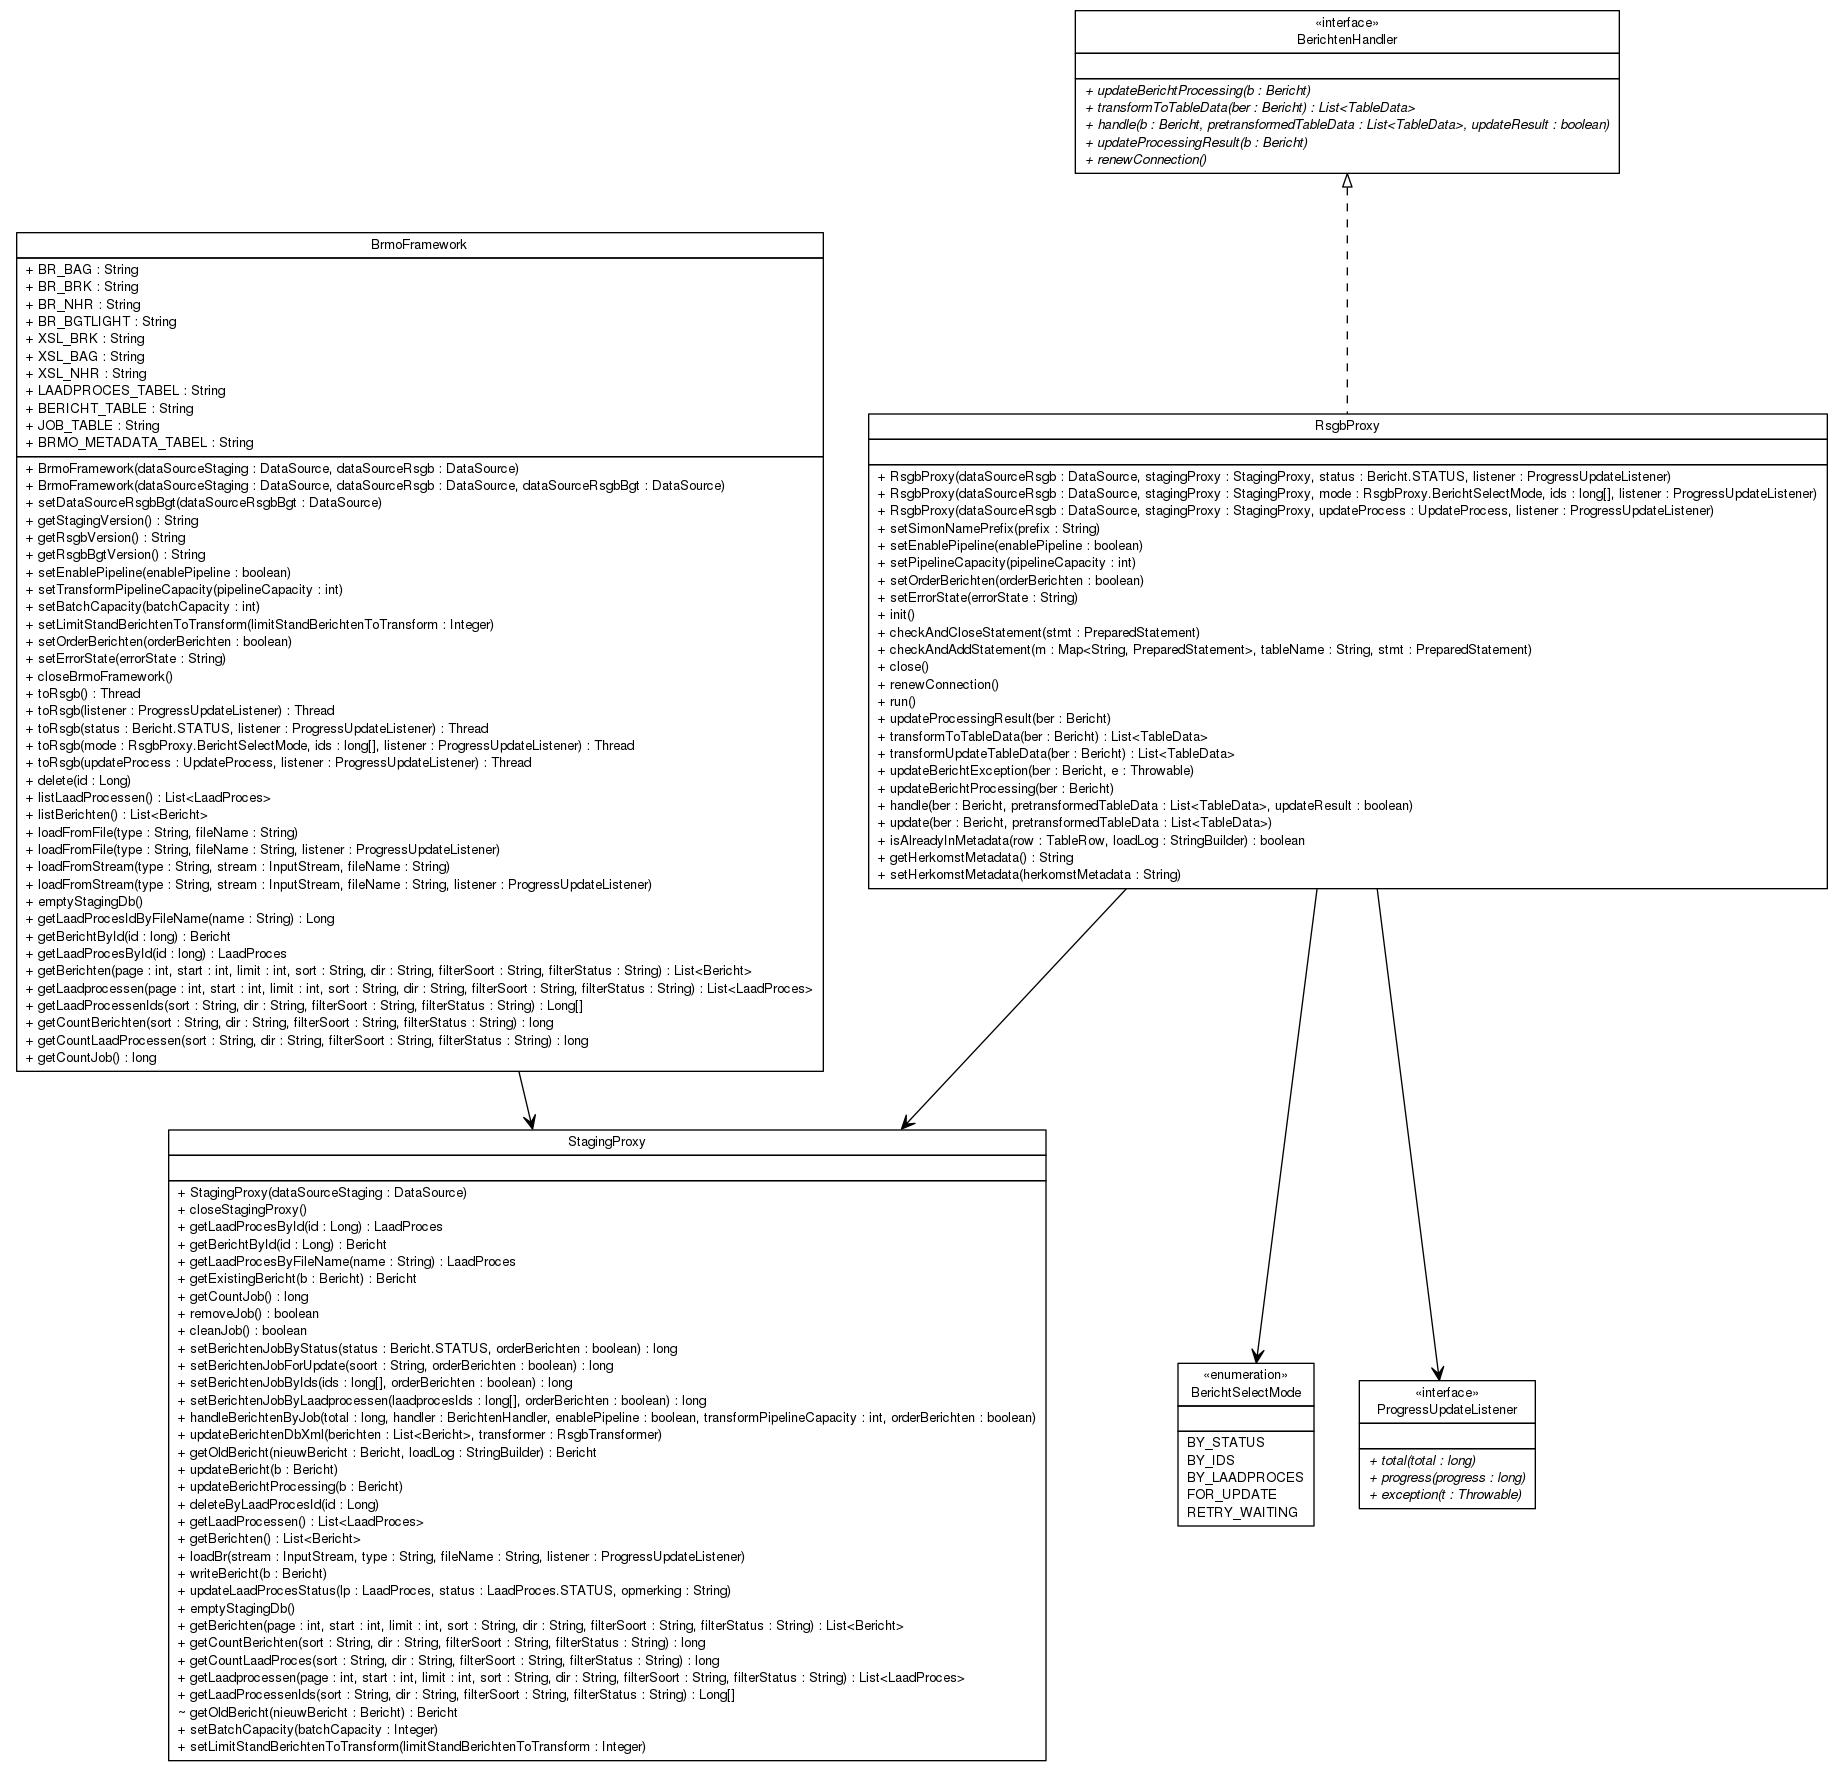 «interface»
BerichtenHandler
+ updateBerichtProcessing(b : Bericht)
+ transformToTableData(ber : Bericht) : List<TableData>
+ handle(b : Bericht, pretransformedTableData : List<TableData>, updateResult : boolean)
+ updateProcessingResult(b : Bericht)
+ renewConnection()
BrmoFramework
+ BR_BAG : String
+ BR_BRK : String
+ BR_NHR : String
+ BR_BGTLIGHT : String
+ XSL_BRK : String
+ XSL_BAG : String
+ XSL_NHR : String
+ LAADPROCES_TABEL : String
+ BERICHT_TABLE : String
+ JOB_TABLE : String
+ BRMO_METADATA_TABEL : String
+ BrmoFramework(dataSourceStaging : DataSource, dataSourceRsgb : DataSource)
+ BrmoFramework(dataSourceStaging : DataSource, dataSourceRsgb : DataSource, dataSourceRsgbBgt : DataSource)
+ setDataSourceRsgbBgt(dataSourceRsgbBgt : DataSource)
+ getStagingVersion() : String
+ getRsgbVersion() : String
+ getRsgbBgtVersion() : String
+ setEnablePipeline(enablePipeline : boolean)
+ setTransformPipelineCapacity(pipelineCapacity : int)
+ setBatchCapacity(batchCapacity : int)
+ setLimitStandBerichtenToTransform(limitStandBerichtenToTransform : Integer)
+ setOrderBerichten(orderBerichten : boolean)
+ setErrorState(errorState : String)
+ closeBrmoFramework()
+ toRsgb() : Thread
+ toRsgb(listener : ProgressUpdateListener) : Thread
+ toRsgb(status : Bericht.STATUS, listener : ProgressUpdateListener) : Thread
+ toRsgb(mode : RsgbProxy.BerichtSelectMode, ids : long[], listener : ProgressUpdateListener) : Thread
+ toRsgb(updateProcess : UpdateProcess, listener : ProgressUpdateListener) : Thread
+ delete(id : Long)
+ listLaadProcessen() : List<LaadProces>
+ listBerichten() : List<Bericht>
+ loadFromFile(type : String, fileName : String)
+ loadFromFile(type : String, fileName : String, listener : ProgressUpdateListener)
+ loadFromStream(type : String, stream : InputStream, fileName : String)
+ loadFromStream(type : String, stream : InputStream, fileName : String, listener : ProgressUpdateListener)
+ emptyStagingDb()
+ getLaadProcesIdByFileName(name : String) : Long
+ getBerichtById(id : long) : Bericht
+ getLaadProcesById(id : long) : LaadProces
+ getBerichten(page : int, start : int, limit : int, sort : String, dir : String, filterSoort : String, filterStatus : String) : List<Bericht>
+ getLaadprocessen(page : int, start : int, limit : int, sort : String, dir : String, filterSoort : String, filterStatus : String) : List<LaadProces>
+ getLaadProcessenIds(sort : String, dir : String, filterSoort : String, filterStatus : String) : Long[]
+ getCountBerichten(sort : String, dir : String, filterSoort : String, filterStatus : String) : long
+ getCountLaadProcessen(sort : String, dir : String, filterSoort : String, filterStatus : String) : long
+ getCountJob() : long
RsgbProxy
+ RsgbProxy(dataSourceRsgb : DataSource, stagingProxy : StagingProxy, status : Bericht.STATUS, listener : ProgressUpdateListener)
+ RsgbProxy(dataSourceRsgb : DataSource, stagingProxy : StagingProxy, mode : RsgbProxy.BerichtSelectMode, ids : long[], listener : ProgressUpdateListener)
+ RsgbProxy(dataSourceRsgb : DataSource, stagingProxy : StagingProxy, updateProcess : UpdateProcess, listener : ProgressUpdateListener)
+ setSimonNamePrefix(prefix : String)
+ setEnablePipeline(enablePipeline : boolean)
+ setPipelineCapacity(pipelineCapacity : int)
+ setOrderBerichten(orderBerichten : boolean)
+ setErrorState(errorState : String)
+ init()
+ checkAndCloseStatement(stmt : PreparedStatement)
+ checkAndAddStatement(m : Map<String, PreparedStatement>, tableName : String, stmt : PreparedStatement)
+ close()
+ renewConnection()
+ run()
+ updateProcessingResult(ber : Bericht)
+ transformToTableData(ber : Bericht) : List<TableData>
+ transformUpdateTableData(ber : Bericht) : List<TableData>
+ updateBerichtException(ber : Bericht, e : Throwable)
+ updateBerichtProcessing(ber : Bericht)
+ handle(ber : Bericht, pretransformedTableData : List<TableData>, updateResult : boolean)
+ update(ber : Bericht, pretransformedTableData : List<TableData>)
+ isAlreadyInMetadata(row : TableRow, loadLog : StringBuilder) : boolean
+ getHerkomstMetadata() : String
+ setHerkomstMetadata(herkomstMetadata : String)
StagingProxy
+ StagingProxy(dataSourceStaging : DataSource)
+ closeStagingProxy()
+ getLaadProcesById(id : Long) : LaadProces
+ getBerichtById(id : Long) : Bericht
+ getLaadProcesByFileName(name : String) : LaadProces
+ getExistingBericht(b : Bericht) : Bericht
+ getCountJob() : long
+ removeJob() : boolean
+ cleanJob() : boolean
+ setBerichtenJobByStatus(status : Bericht.STATUS, orderBerichten : boolean) : long
+ setBerichtenJobForUpdate(soort : String, orderBerichten : boolean) : long
+ setBerichtenJobByIds(ids : long[], orderBerichten : boolean) : long
+ setBerichtenJobByLaadprocessen(laadprocesIds : long[], orderBerichten : boolean) : long
+ handleBerichtenByJob(total : long, handler : BerichtenHandler, enablePipeline : boolean, transformPipelineCapacity : int, orderBerichten : boolean)
+ updateBerichtenDbXml(berichten : List<Bericht>, transformer : RsgbTransformer)
+ getOldBericht(nieuwBericht : Bericht, loadLog : StringBuilder) : Bericht
+ updateBericht(b : Bericht)
+ updateBerichtProcessing(b : Bericht)
+ deleteByLaadProcesId(id : Long)
+ getLaadProcessen() : List<LaadProces>
+ getBerichten() : List<Bericht>
+ loadBr(stream : InputStream, type : String, fileName : String, listener : ProgressUpdateListener)
+ writeBericht(b : Bericht)
+ updateLaadProcesStatus(lp : LaadProces, status : LaadProces.STATUS, opmerking : String)
+ emptyStagingDb()
+ getBerichten(page : int, start : int, limit : int, sort : String, dir : String, filterSoort : String, filterStatus : String) : List<Bericht>
+ getCountBerichten(sort : String, dir : String, filterSoort : String, filterStatus : String) : long
+ getCountLaadProces(sort : String, dir : String, filterSoort : String, filterStatus : String) : long
+ getLaadprocessen(page : int, start : int, limit : int, sort : String, dir : String, filterSoort : String, filterStatus : String) : List<LaadProces>
+ getLaadProcessenIds(sort : String, dir : String, filterSoort : String, filterStatus : String) : Long[]
~ getOldBericht(nieuwBericht : Bericht) : Bericht
+ setBatchCapacity(batchCapacity : Integer)
+ setLimitStandBerichtenToTransform(limitStandBerichtenToTransform : Integer)
«enumeration»
BerichtSelectMode
BY_STATUS
BY_IDS
BY_LAADPROCES
FOR_UPDATE
RETRY_WAITING
«interface»
ProgressUpdateListener
+ total(total : long)
+ progress(progress : long)
+ exception(t : Throwable)